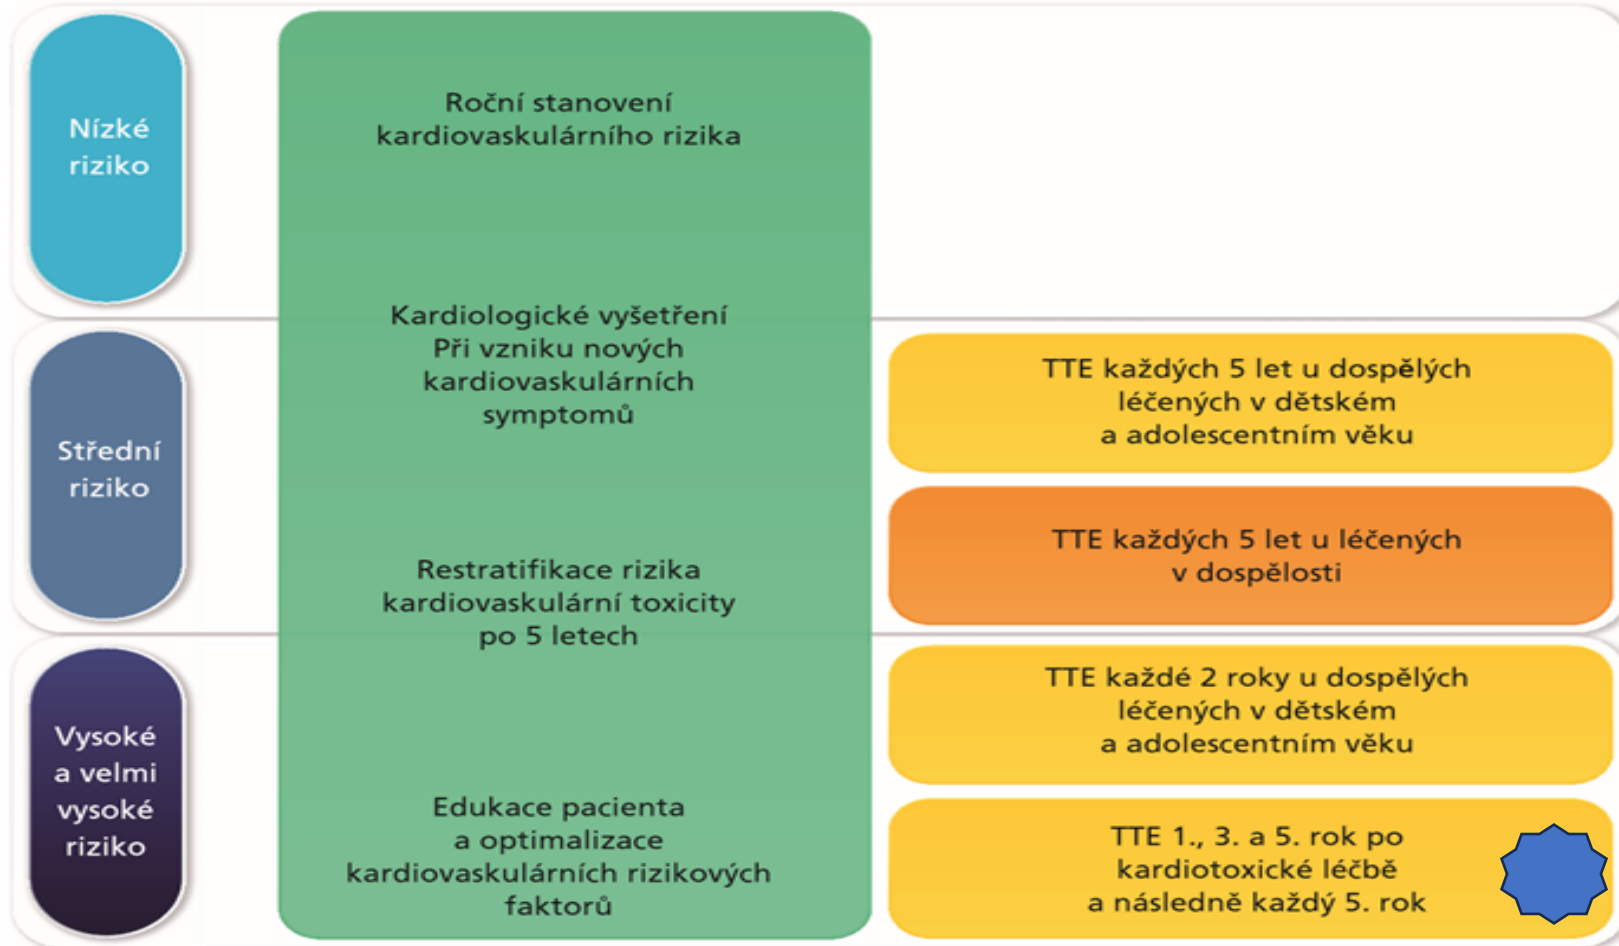 Nízké
riziko
Roční stanovení
kardiovaskulárního rizika
Kardiologické vyšetření
Při vzniku nových
kardiovaskulárních
symptomů
Střední
riziko
TTE každých 5 let u dospělých
léčených v dětském
a adolescentním věku
TTE každých 5 let u léčených
v dospělosti
Restratifikace rizika
kardiovaskulární toxicity
po 5 letech
Vysoké
a velmi
vysoké
riziko
TTE každé 2 roky u dospělých
léčených v dětském
a adolescentním věku
Edukace pacienta
a optimalizace
kardiovaskulárních rizikových
faktorů
TTE 1., 3. a 5. rok po
kardiotoxické léčbě
a následně každý 5. rok